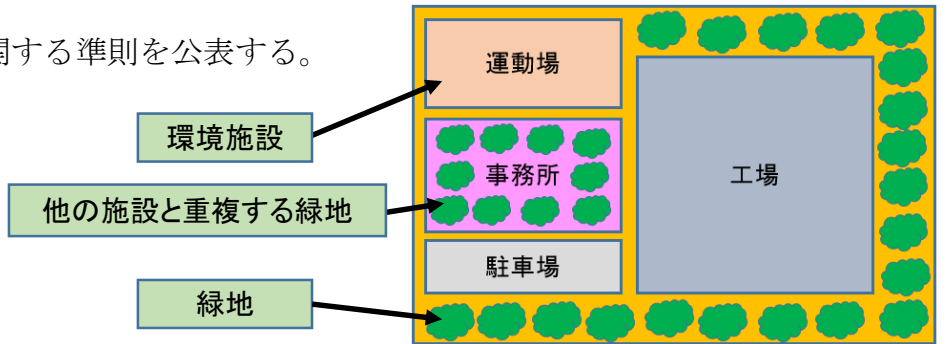 関する準則を公表する。
運動場
環境施設
事務所
工場
他の施設と重複する緑地
駐車場
緑地